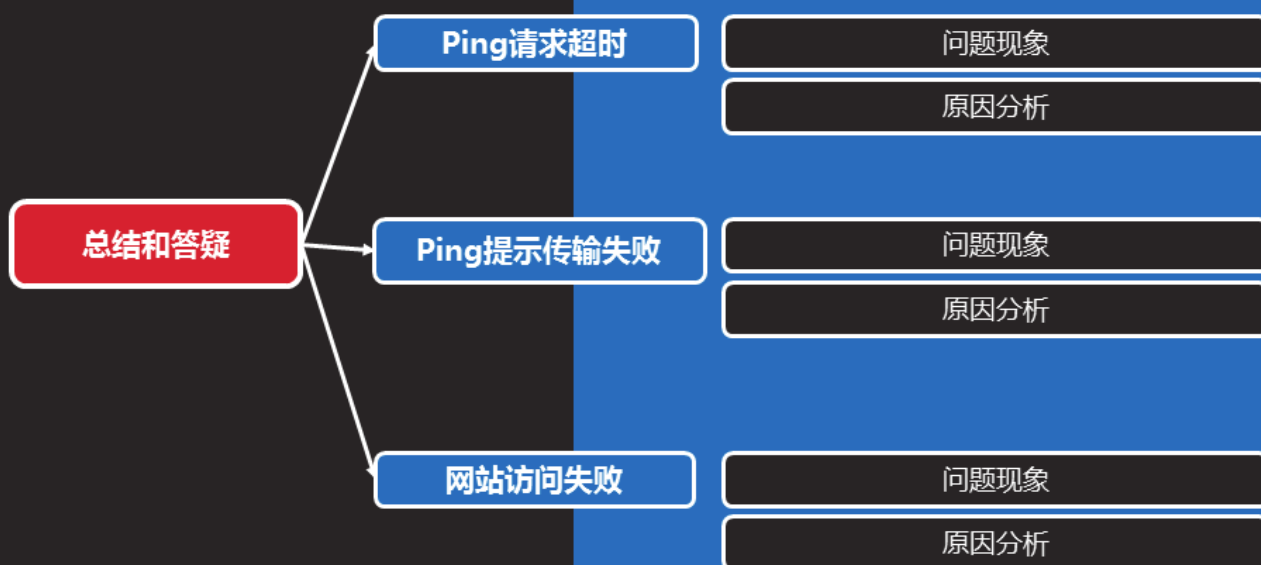 Ping请求超时
问题现象
原因分析
总结和答疑
Ping提示传输失败
问题现象
原因分析
网站访问失败
问题现象
原因分析